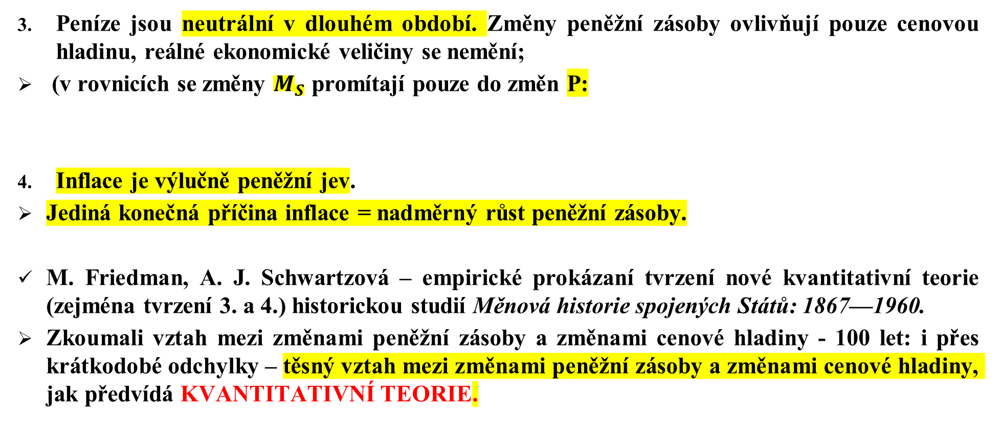 3. Peníze jsou neutrální v dlouhém období. Změny peněžní zásoby ovlivňují pouze cenovou
hladinu, reálné ekonomické veličiny se nemění;
➢ (v rovnicích se změny M_S promítají pouze do změn P:
4. Inflace je výlučně peněžní jev.
➢ Jediná konečná příčina inflace = nadměrný růst peněžní zásoby.
✓ M. Friedman, A. J. Schwartzová – empirické prokázaní tvrzení nové kvantitativní teorie
(zejména tvrzení 3. a 4.) historickou studií Měnová historie spojených Států: 1867—1960.
➢ Zkoumali vztah mezi změnami peněžní zásoby a změnami cenové hladiny - 100 let: i přes
krátkodobé odchylky – těsný vztah mezi změnami peněžní zásoby a změnami cenové hladiny,
jak předvídá KVANTITATIVNÍ TEORIE.